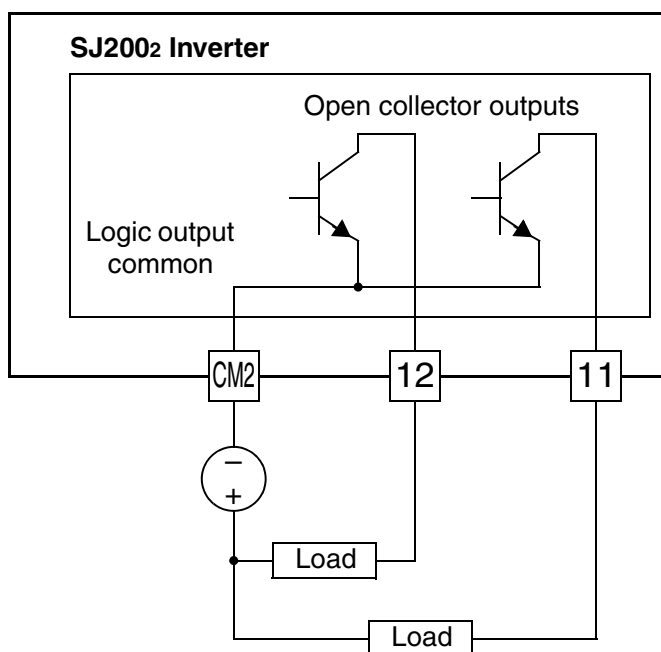 SJ2002 Inverter
Open collector outputs
Logic output
common
CM2
12
11
–
+
Load
Load